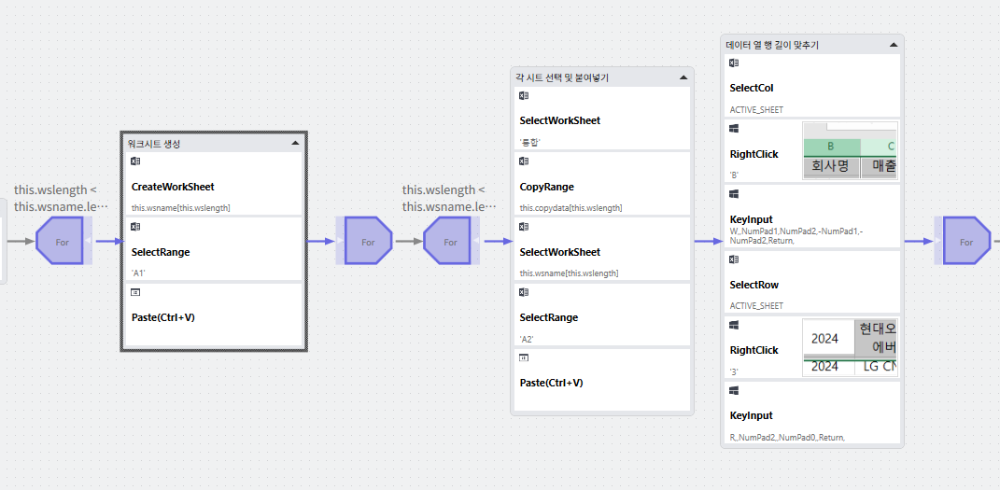 this.wslength <
this.wsname.le…
For
워크시트 생성
CreateWorkSheet
this.wsname[this.wslength]
SelectRange
'A1'
Paste(Ctrl+V)
For
this.wslength <
this.wsname.le…
For
각 시트 선택 및 붙여넣기
SelectWorkSheet
'통합'
CopyRange
this.copydata[this.wslength]
SelectWorkSheet
this.wsname[this.wslength]
SelectRange
'A2'
Paste(Ctrl+V)
데이터 열 행 길이 맞추기
SelectCol
ACTIVE_SHEET
RightClick
'B'
B C
회사명 매출
KeyInput
W,,NumPad1,NumPad2,-NumPad1,-
NumPad2,Return,
SelectRow
ACTIVE_SHEET
RightClick
'3'
2024 현대오
에버
2024 LG CN
KeyInput
R,,NumPad2,,NumPad0,,Return,
For